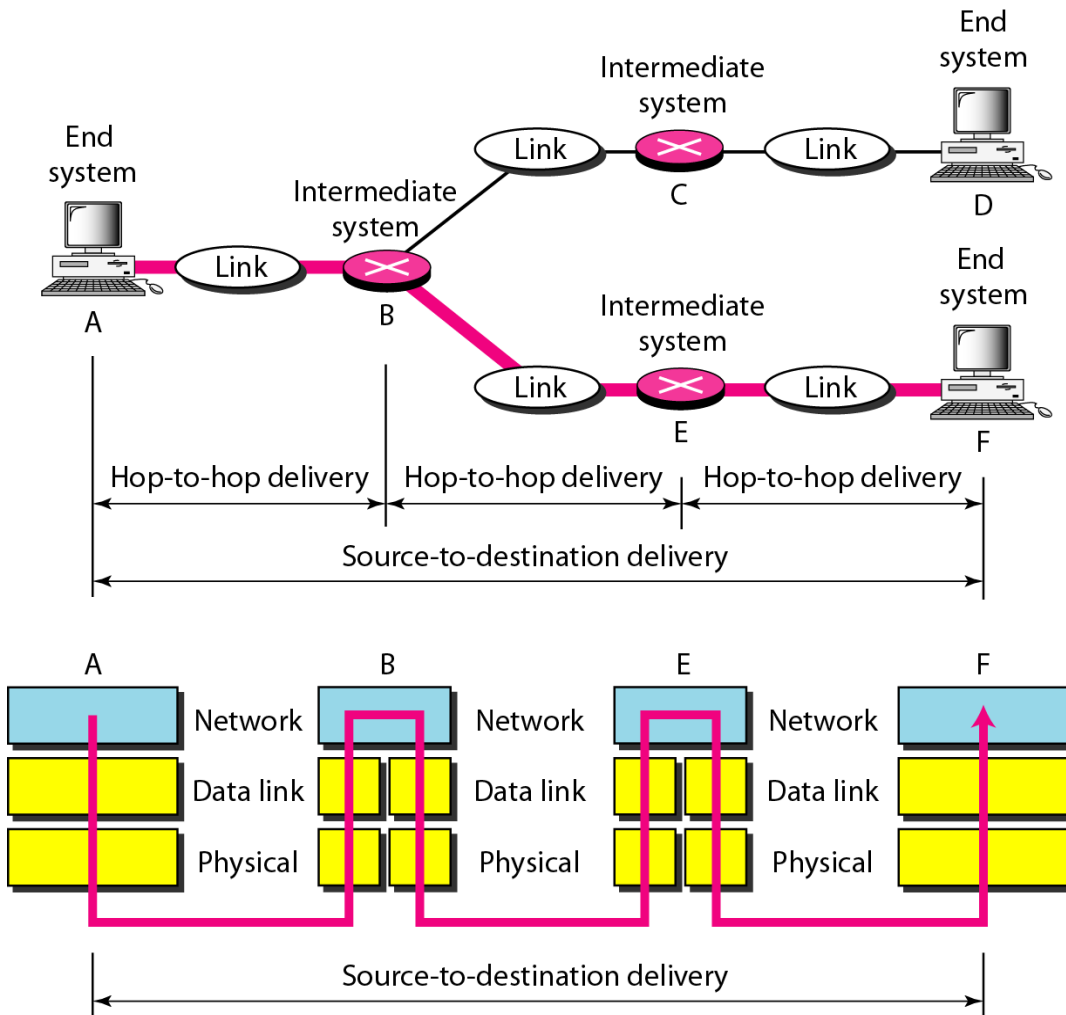 End
system
Intermediate
system
Link
Link
C
D
End
system
Intermediate
system
Link
A
B
End
system
Intermediate
system
Link
Link
E
F
Hop-to-hop delivery
Hop-to-hop delivery
Hop-to-hop delivery
Source-to-destination delivery
A
B
E
F
Network
Network
Network
Data link
Data link
Data link
Physical
Physical
Physical
Source-to-destination delivery